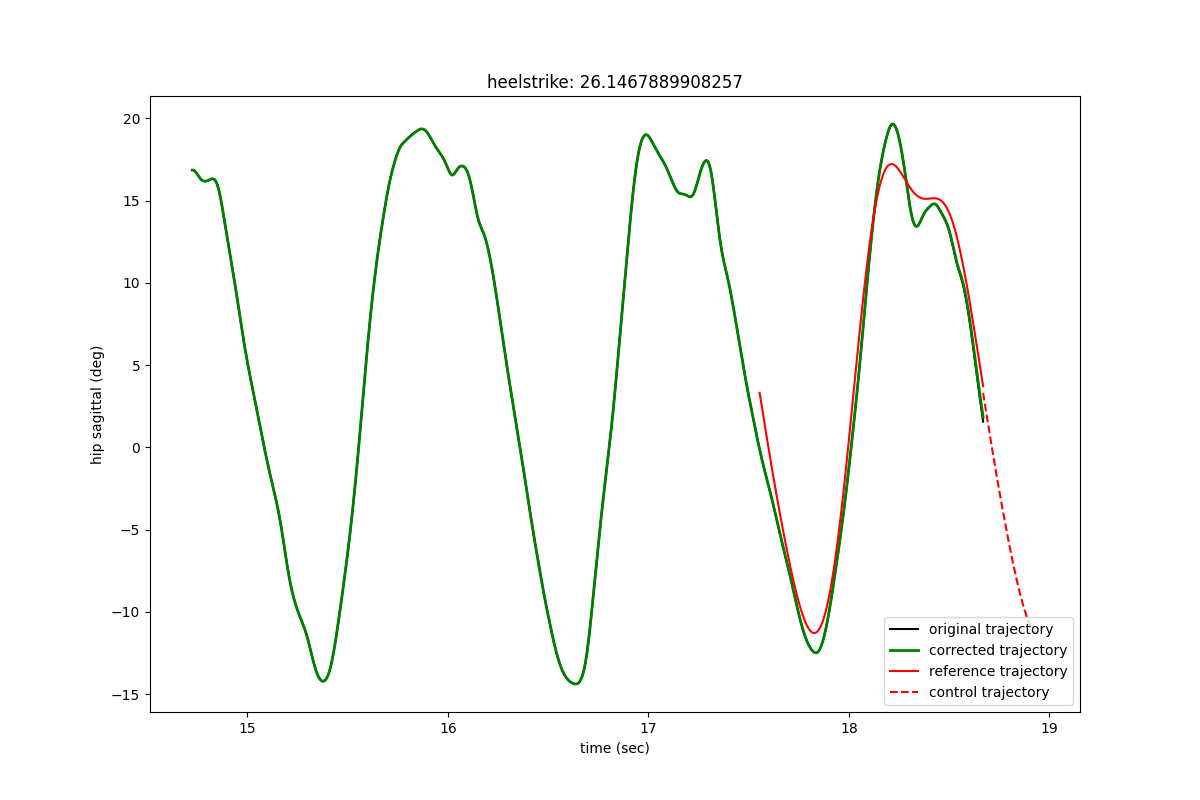 heelstrike: 26.1467889908257
20
15
10
5
0
−5
−10
−15
hip sagittal (deg)
15
16
17
18
19
time (sec)
original trajectory
corrected trajectory
reference trajectory
control trajectory